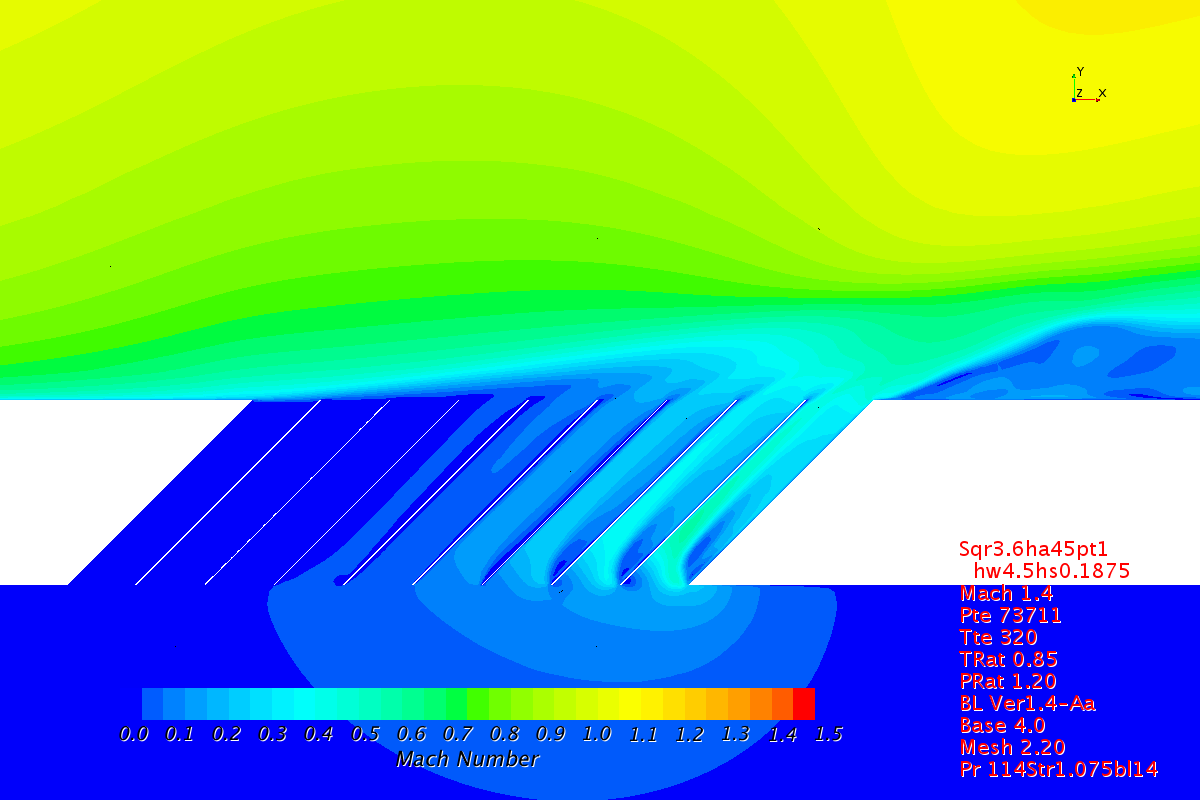 Y
Z X
Sqr3.6ha45pt1
hw4.5hs0.1875
Mach 1.4
Pte 73711
Tte 320
TRat 0.85
PRat 1.20
BL Ver1.4-Aa
Base 4.0
Mesh 2.20
Pr 114Str1.075bl14
0.0 0.1 0.2 0.3 0.4 0.5 0.6 0.7 0.8 0.9 1.0 1.1 1.2 1.3 1.4 1.5
Mach Number